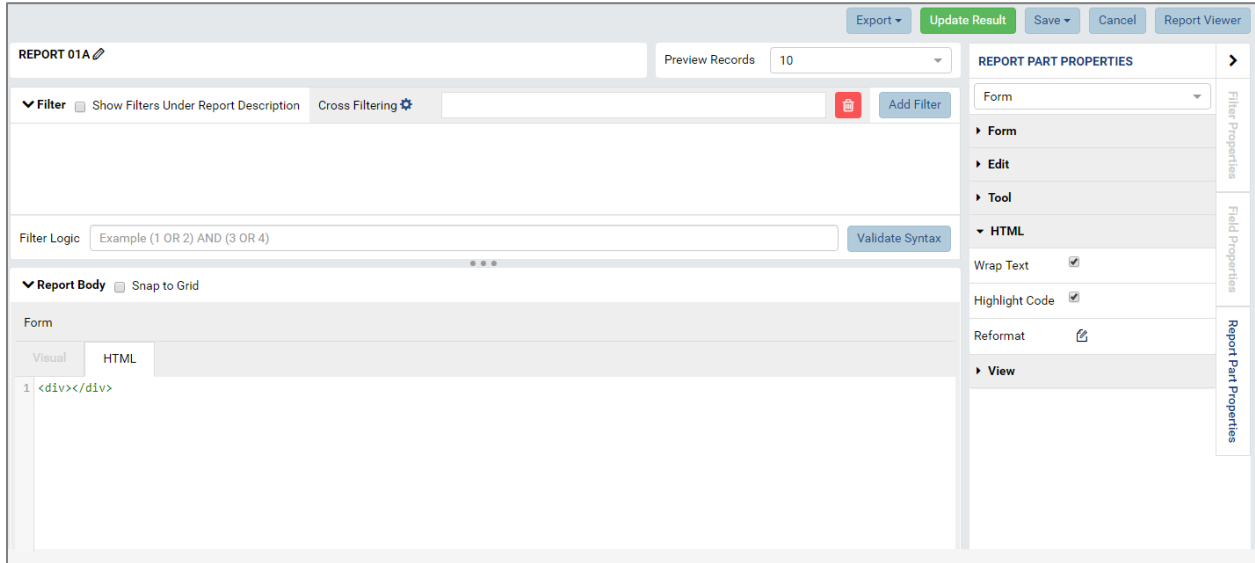 Export Update Result Save Cancel Report Viewer
REPORT 01A
Preview Records 10
REPORT PART PROPERTIES
Filter Show Filters Under Report Description Cross Filtering Add Filter
Filter Logic Example (1 OR 2) AND (3 OR 4) Validate Syntax
Report Body Snap to Grid
Form
Visual HTML
1 <div></div>
Form
Form
Edit
Tool
HTML
Wrap Text
Highlight Code
Reformat
View
Filter Properties
Field Properties
Report Part Properties